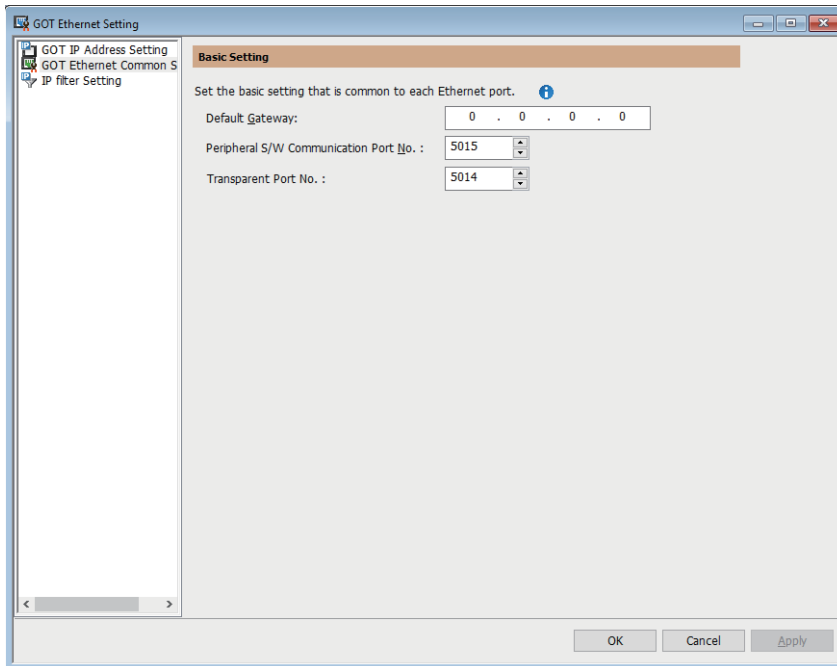 GOT Ethernet Setting
GOT IP Address Setting
GOT Ethernet Common S
IP filter Setting
Basic Setting
Set the basic setting that is common to each Ethernet port.
Default Gateway: 0 . 0 . 0 . 0
Peripheral S/W Communication Port No. : 5015
Transparent Port No. : 5014
OK Cancel Apply